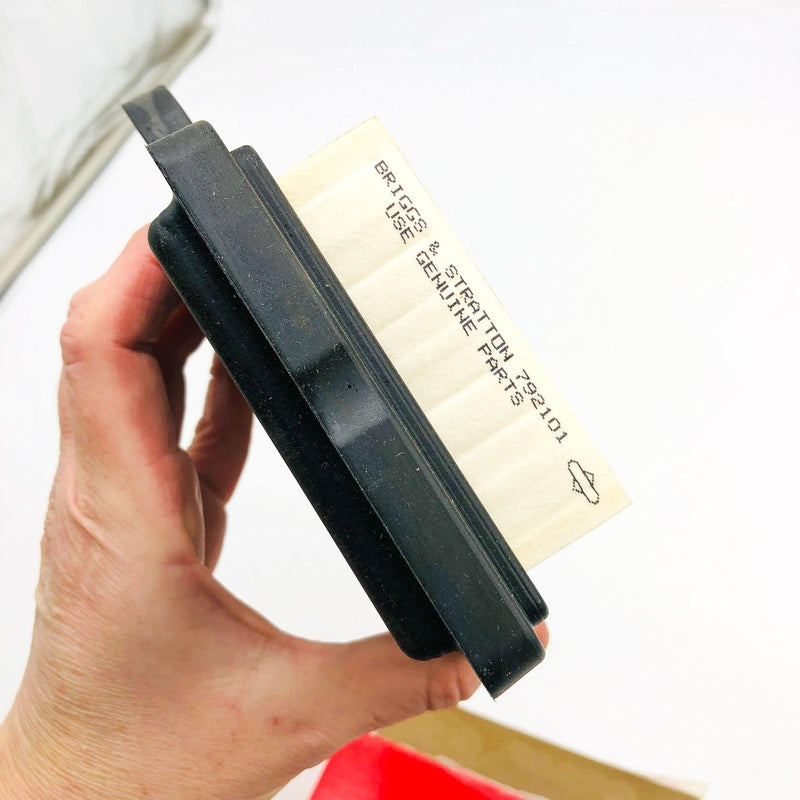 BRIGGS & STRATTON 792101
USE GENUINE PARTS